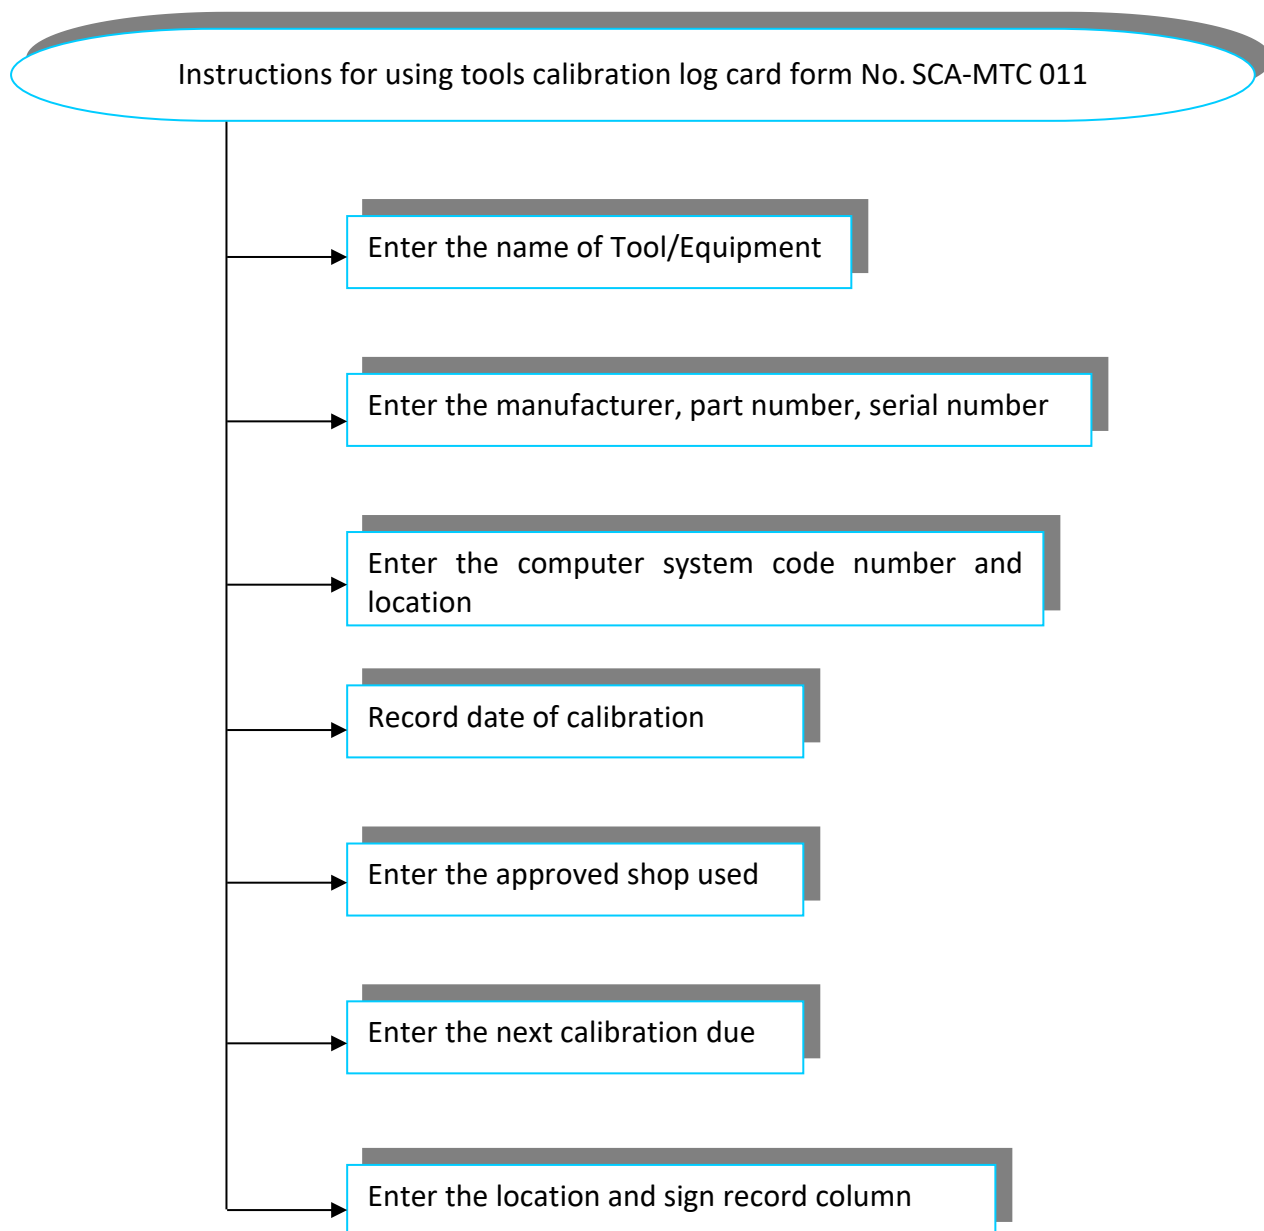 Instructions for using tools calibration log card form No. SCA-MTC 011
Enter the name of Tool/Equipment
Enter the manufacturer, part number, serial number
Enter the computer system code number and
location
Record date of calibration
Enter the approved shop used
Enter the next calibration due
Enter the location and sign record column